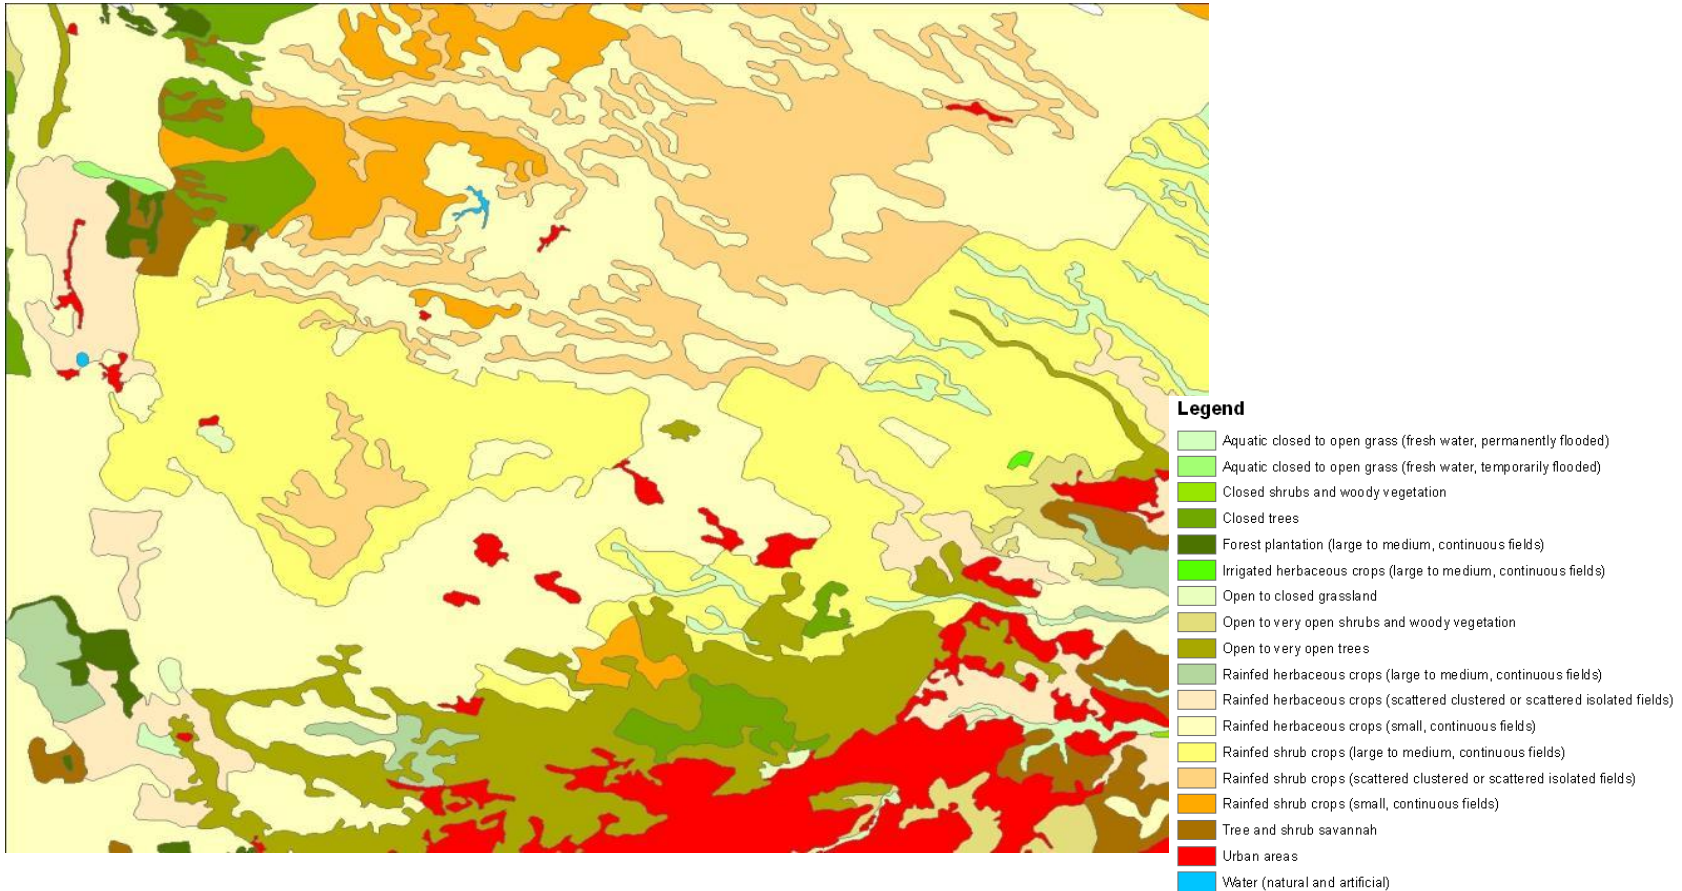 Legend
Aquatic closed to open grass (fresh water, permanently flooded)
Aquatic closed to open grass (fresh water, temporarily flooded)
Closed shrubs and woody vegetation
Closed trees
Forest plantation (large to medium, continuous fields)
Irrigated herbaceous crops (large to medium, continuous fields)
Open to closed grassland
Open to very open shrubs and woody vegetation
Open to very open trees
Rainfed herbaceous crops (large to medium, continuous fields)
Rainfed herbaceous crops (scattered clustered or scattered isolated fields)
Rainfed herbaceous crops (small, continuous fields)
Rainfed shrub crops (large to medium, continuous fields)
Rainfed shrub crops (scattered clustered or scattered isolated fields)
Rainfed shrub crops (small, continuous fields)
Tree and shrub savannah
Urban areas
Water (natural and artificial)